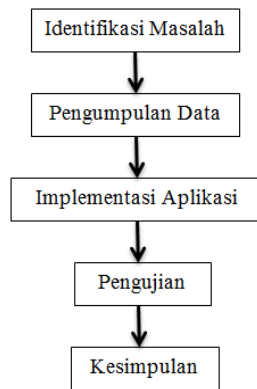 Identifikasi Masalah
Pengumpulan Data
Implementasi Aplikasi
Pengujian
Kesimpulan